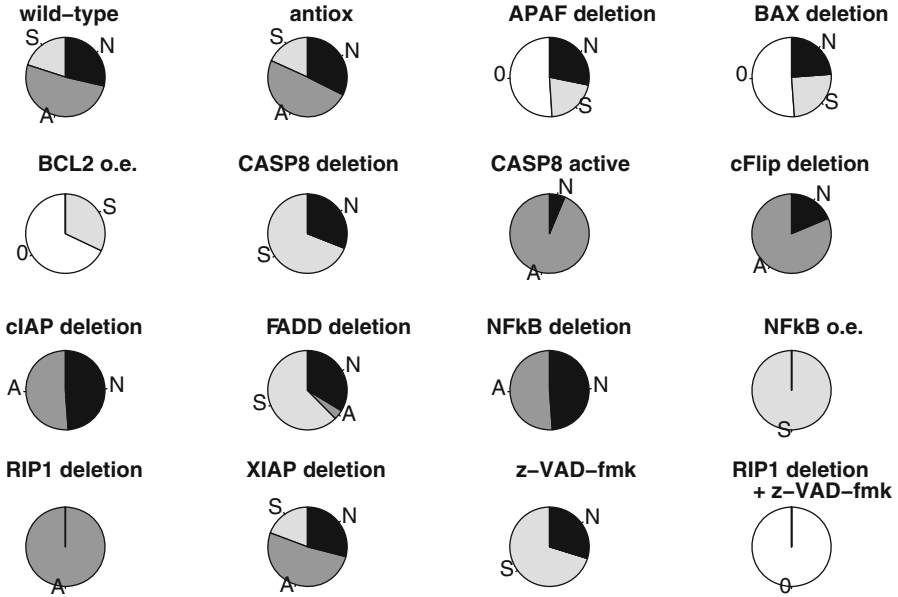 wild–type
S
N
A
antiox
S
N
A
APAF deletion
N
0
S
BAX deletion
N
0
S
BCL2 o.e.
S
0
CASP8 deletion
N
S
CASP8 active
N
A
cFlip deletion
N
A
cIAP deletion
A
N
FADD deletion
N
S
A
NFkB deletion
A
N
NFkB o.e.
S
RIP1 deletion
A
XIAP deletion
S
N
A
z–VAD–fmk
N
S
RIP1 deletion
+ z–VAD–fmk
0